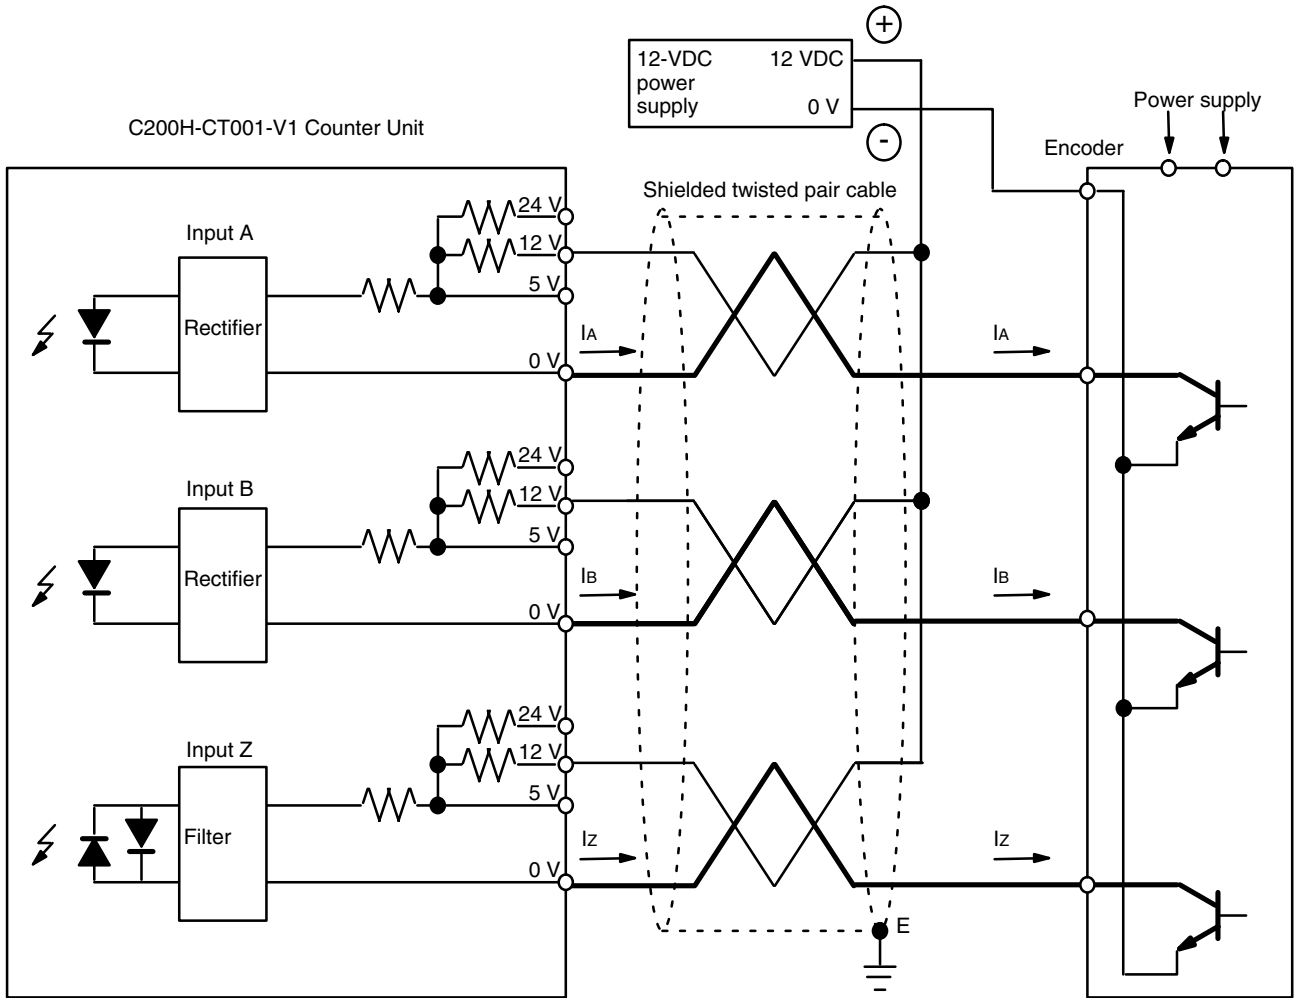 +
12-VDC 12 VDC
power
supply 0 V
-
Power supply
C200H-CT001-V1 Counter Unit
Encoder
Shielded twisted pair cable
Input A
24 V
12 V
5 V
Rectifier
IA
IA
0 V
Input B
24 V
12 V
5 V
Rectifier
IB
IB
0 V
Input Z
24 V
12 V
5 V
Filter
IZ
IZ
0 V
E